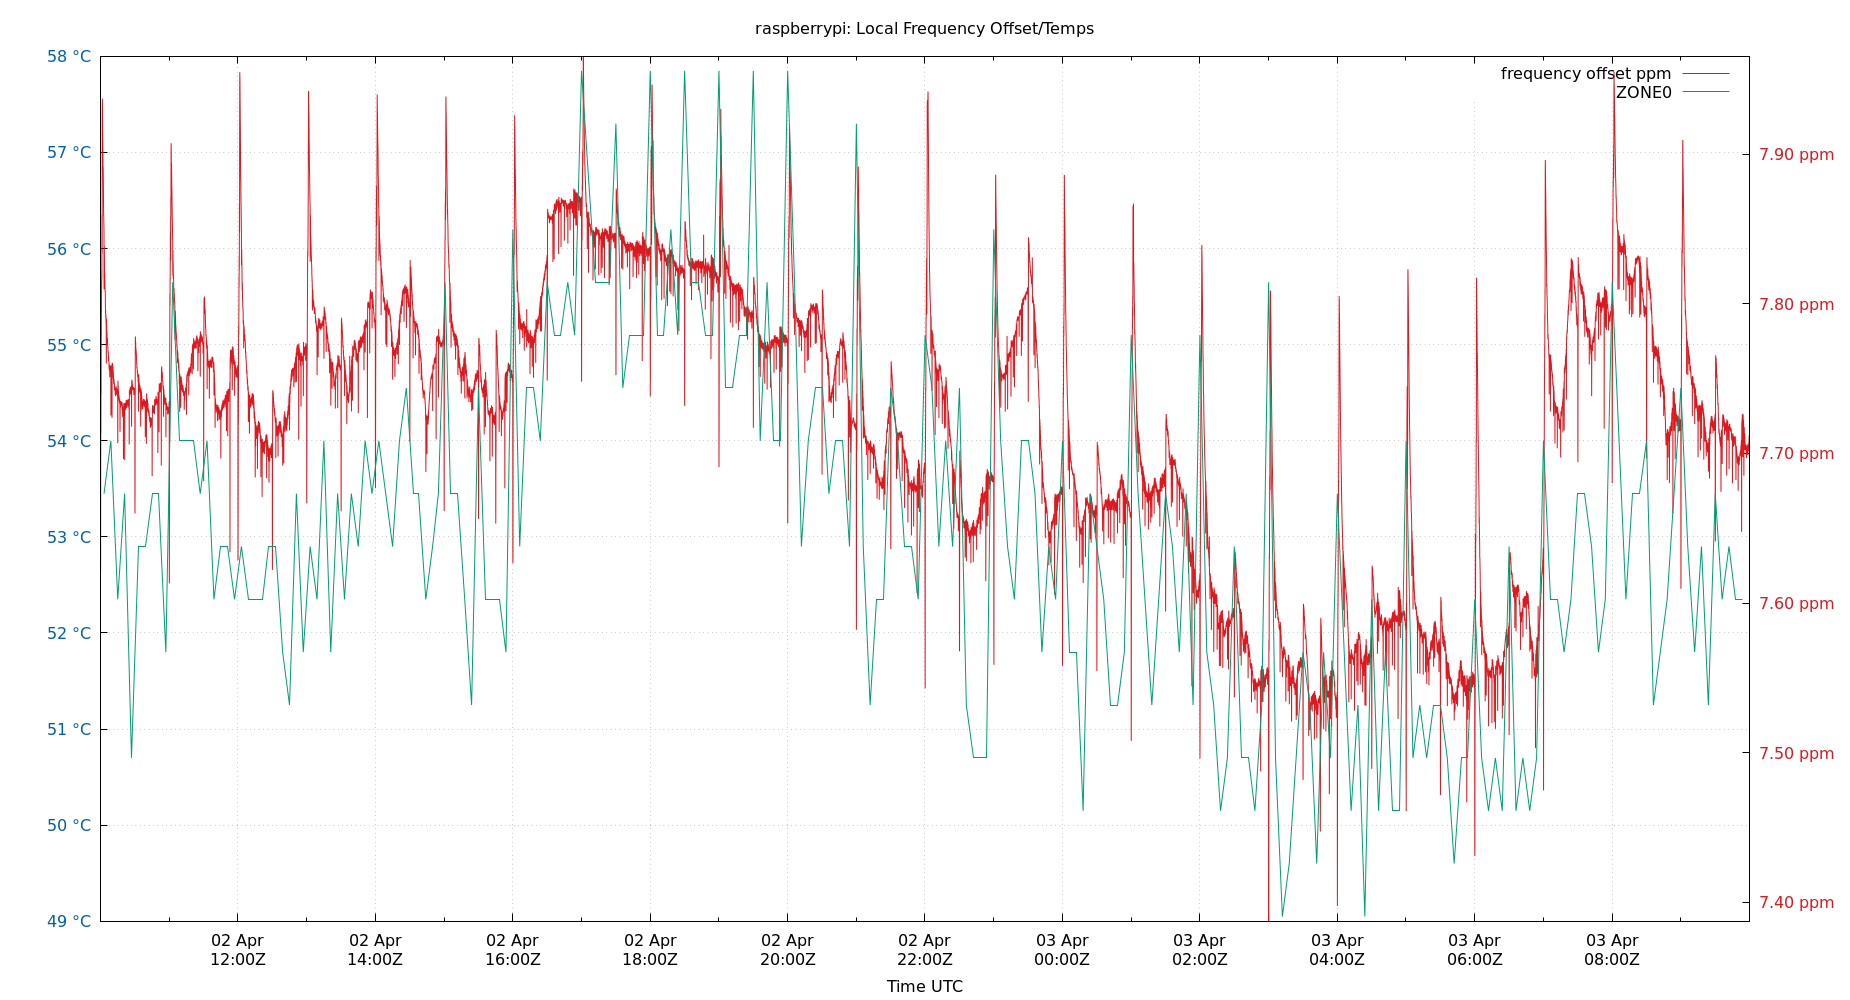 raspberrypi: Local Frequency Offset/Temps
58 °C
57 °C
56 °C
55 °C
54 °C
53 °C
52 °C
51 °C
50 °C
49 °C
frequency offset ppm
ZONE0
7.90 ppm
7.80 ppm
7.70 ppm
7.60 ppm
7.50 ppm
7.40 ppm
02 Apr
12:00Z
02 Apr
14:00Z
02 Apr
16:00Z
02 Apr
18:00Z
02 Apr
20:00Z
02 Apr
22:00Z
03 Apr
00:00Z
03 Apr
02:00Z
03 Apr
04:00Z
03 Apr
06:00Z
03 Apr
08:00Z
Time UTC